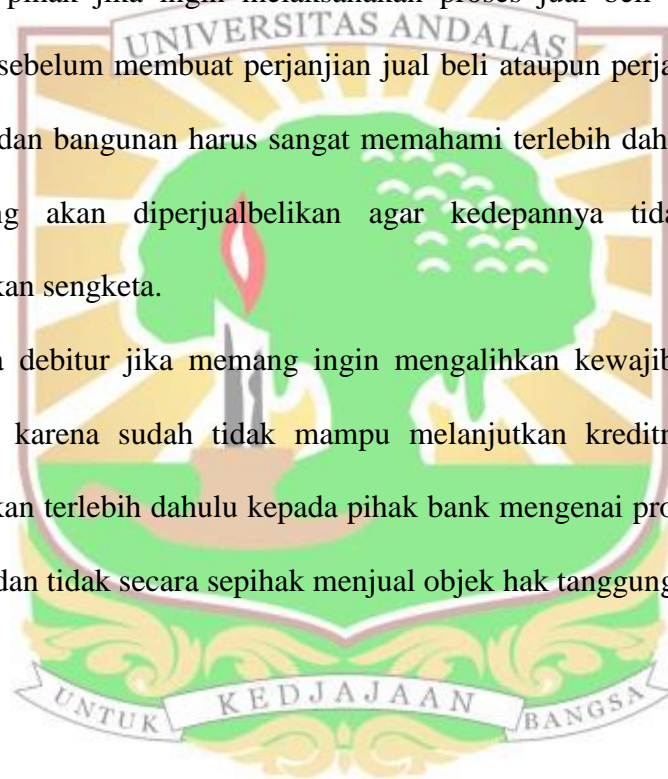 pihak jika ingin melaksanakan proses jual beli
UNIVERSITAS ANDALAS
sebelum membuat perjanjian jual beli ataupun perja
dan bangunan harus sangat memahami terlebih dah
ng akan diperjualbelikan agar kedepannya tida
kan sengketa.
a debitur jika memang ingin mengalihkan kewajib
karena sudah tidak mampu melanjutkan kreditn
kan terlebih dahulu kepada pihak bank mengenai pro
dan tidak secara sepihak menjual objek hak tanggung
UNTUK KEDJAJAAN BANGSA